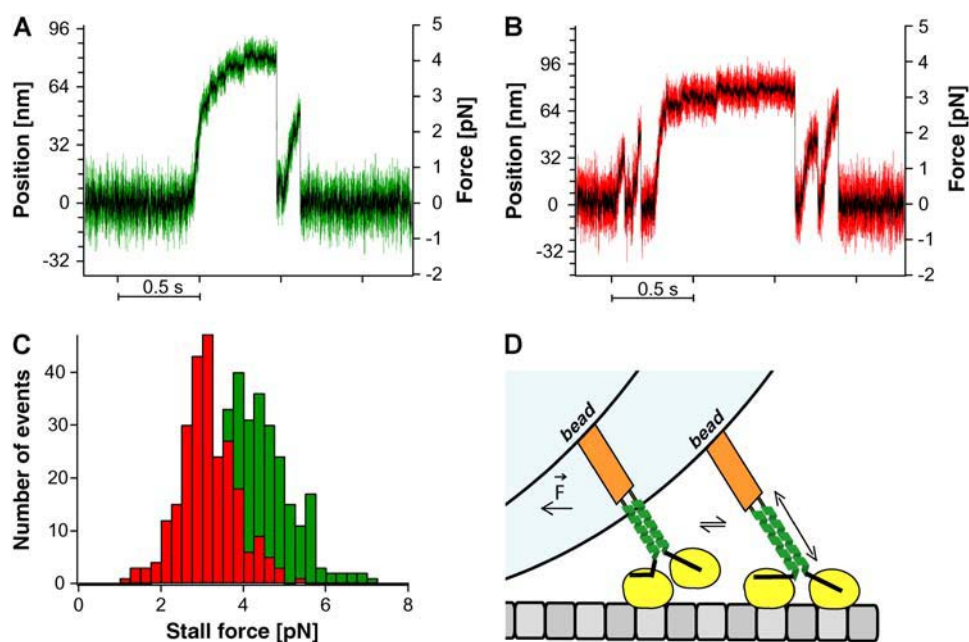 A
Position [nm]
96
64
32
0
-32
5
4
3
2
1
0
-1
-2
Force [pN]
0.5 s
B
Position [nm]
96
64
32
0
-32
5
4
3
2
1
0
-1
-2
Force [pN]
0.5 s
C
Number of events
40
30
20
10
0
0 2 4 6 8
Stall force [pN]
D
bead
bead
F